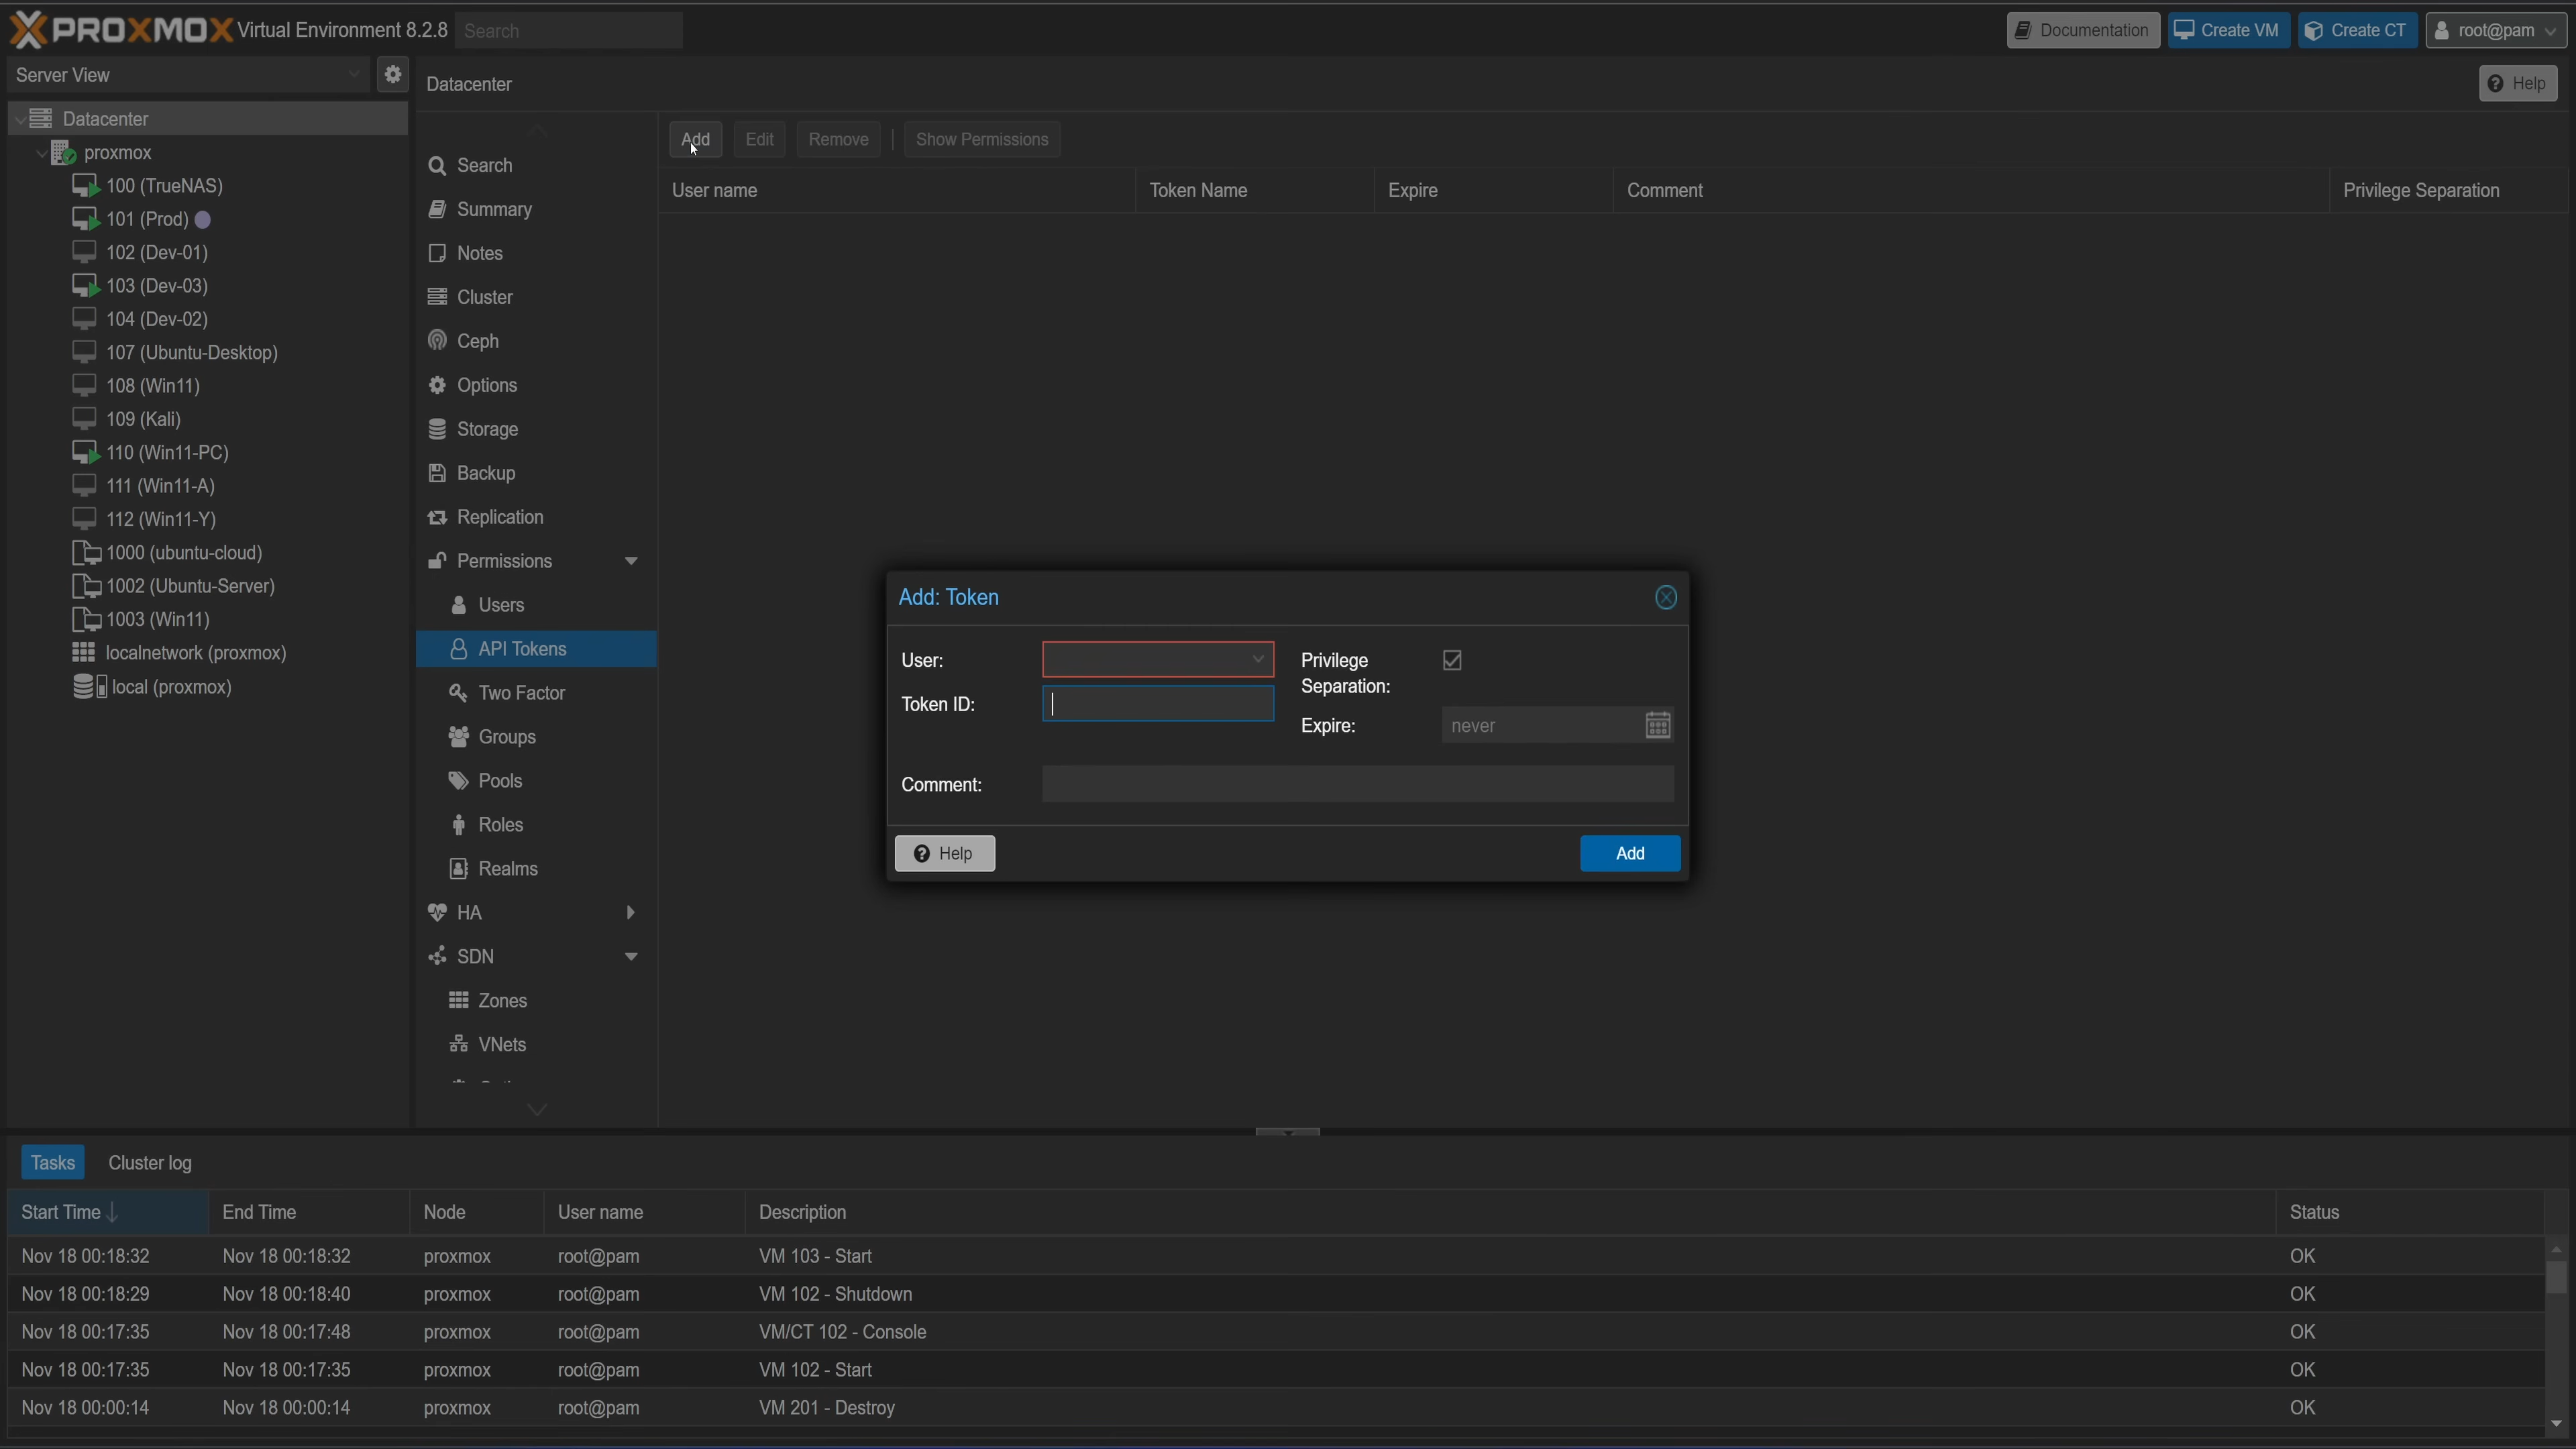 PROXMOX Virtual Environment 8.2.8 Search Documentation Create VM Create CT root@pam
Server View
Datacenter
proxmox
100 (TrueNAS)
101 (Prod)
102 (Dev-01)
103 (Dev-03)
104 (Dev-02)
107 (Ubuntu-Desktop)
108 (Win11)
109 (Kali)
110 (Win11-PC)
111 (Win11-A)
112 (Win11-Y)
1000 (ubuntu-cloud)
1002 (Ubuntu-Server)
1003 (Win11)
localnetwork (proxmox)
local (proxmox)
Datacenter Help
Search
Summary
Notes
Cluster
Ceph
Options
Storage
Backup
Replication
Permissions
Users
API Tokens
Two Factor
Groups
Pools
Roles
Realms
HA
SDN
Zones
VNets
Add Edit Remove Show Permissions
User name Token Name Expire Comment Privilege Separation
Add: Token
User:
Token ID:
Privilege
Separation:
Expire: never
Comment:
Help Add
Tasks Cluster log
Start Time End Time Node User name Description Status
Nov 18 00:18:32 Nov 18 00:18:32 proxmox root@pam VM 103 - Start OK
Nov 18 00:18:29 Nov 18 00:18:40 proxmox root@pam VM 102 - Shutdown OK
Nov 18 00:17:35 Nov 18 00:17:48 proxmox root@pam VM/CT 102 - Console OK
Nov 18 00:17:35 Nov 18 00:17:35 proxmox root@pam VM 102 - Start OK
Nov 18 00:00:14 Nov 18 00:00:14 proxmox root@pam VM 201 - Destroy OK